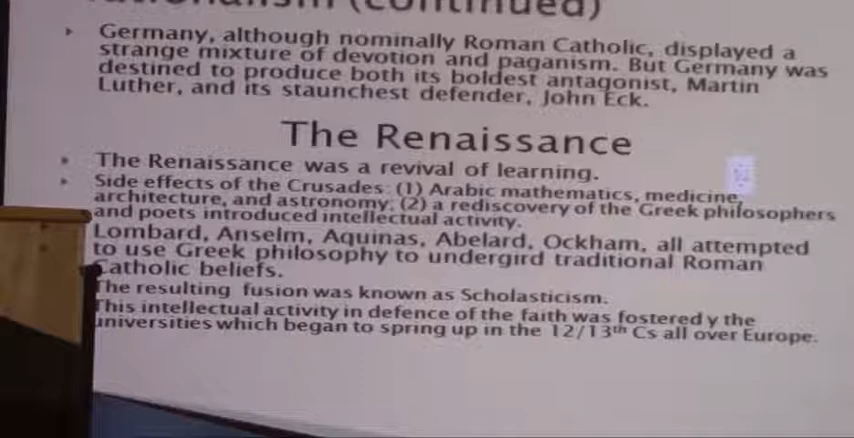 (continued)
Germany, although nominally Roman Catholic, displayed a
strange mixture of devotion and paganism. But Germany was
destined to produce both its boldest antagonist, Martin
Luther, and its staunchest defender, John Eck.
The Renaissance
The Renaissance was a revival of learning.
Side effects of the Crusades: (1) Arabic mathematics, medicine,
architecture, and astronomy; (2) a rediscovery of the Greek philosophers
and poets introduced intellectual activity.
Lombard, Anselm, Aquinas, Abelard, Ockham, all attempted
to use Greek philosophy to undergird traditional Roman
Catholic beliefs.
The resulting fusion was known as Scholasticism.
This intellectual activity in defence of the faith was fostered y the
universities which began to spring up in the 12/13th Cs all over Europe.